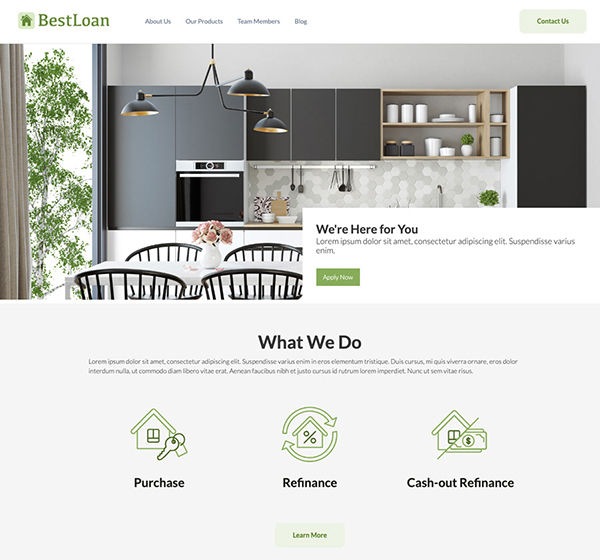 BestLoan
About Us
Our Products
Team Members
Blog
Contact Us
We're Here for You
Lorem ipsum dolor sit amet, consectetur adipiscing elit. Suspendisse varius
enim.
Apply Now
What We Do
Lorem ipsum dolor sit amet, consectetur adipiscing elit. Suspendisse varius enim in eros elementum tristique. Duis cursus, mi quis viverra ornare, eros
interdum nulla, ut commodo diam libero vitae erat. Aenean faucibus nibh et justo cursus id rutrum lorem imperdiet. Nunc ut sem vitae risus.
%
$
Purchase
Refinance
Cash-out Refinance
Learn More